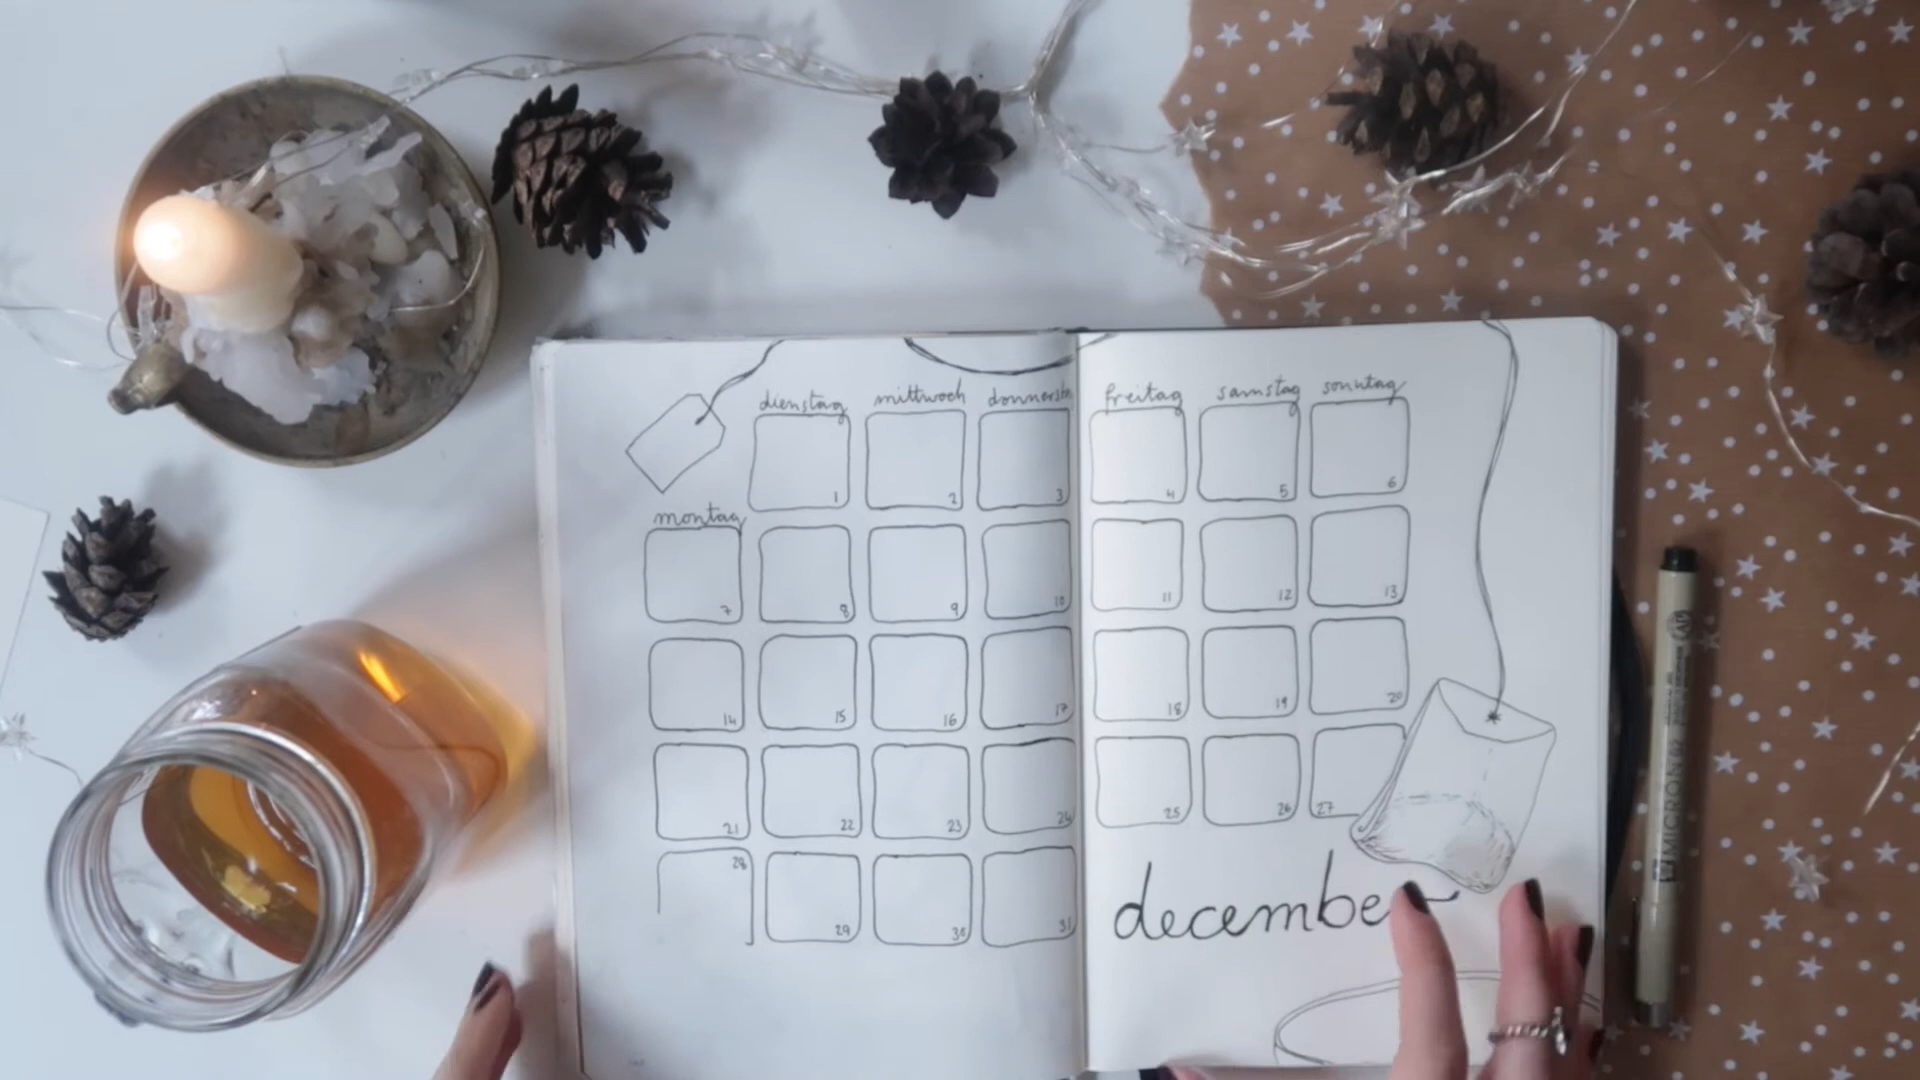 dienstag mittwoch donnersta freitag samstag sonntag
1 2 3 4 5 6
montag
7 8 9 10 11 12 13
14 15 16 17 18 19 20
21 22 23 24 25 26 27
28 29 30 31
december
MICRON